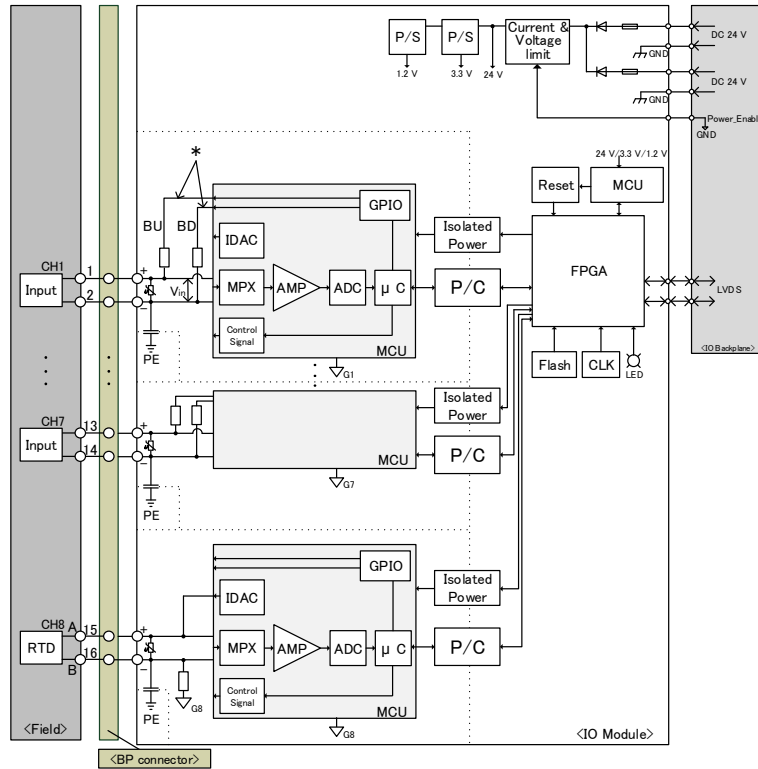 P/S
P/S
Current &
Voltage
limit
DC 24 V
GND
1.2 V
3.3 V
24 V
DC 24 V
GND
Power_Enabl
GND
*
24 V/3.3 V/1.2 V
Reset
MCU
GPIO
BU
BD
IDAC
Isolated
Power
FPGA
CH1
1
+
Input
Vin
MPX
AMP
ADC
μ C
P/C
LVDS
2
−
Control
Signal
MCU
PE
G1
Flash
CLK
LED
<IO Backplane>
Isolated
Power
CH7
13
+
Input
14
−
MCU
P/C
PE
G7
GPIO
Isolated
Power
IDAC
CH8
A
15
+
RTD
MPX
AMP
ADC
μ C
P/C
B
16
−
Control
Signal
PE
G8
MCU
G8
<Field>
<IO Module>
<BP connector>